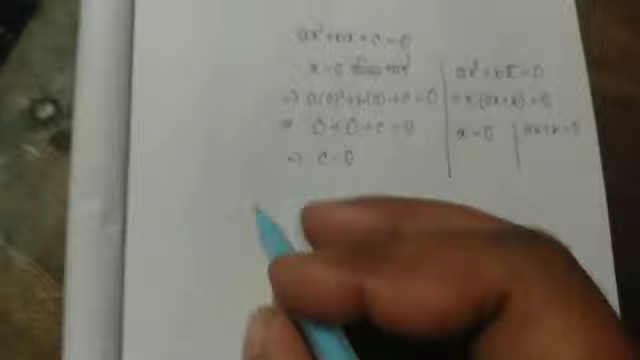 ax²+bx+c=0
x=0
⇒ a(0)²+b(0)+c=0
⇒ 0+0+c=0
⇒ c=0
ax²+bx=0
⇒ x(ax+b)=0
x=0 | ax+b=0